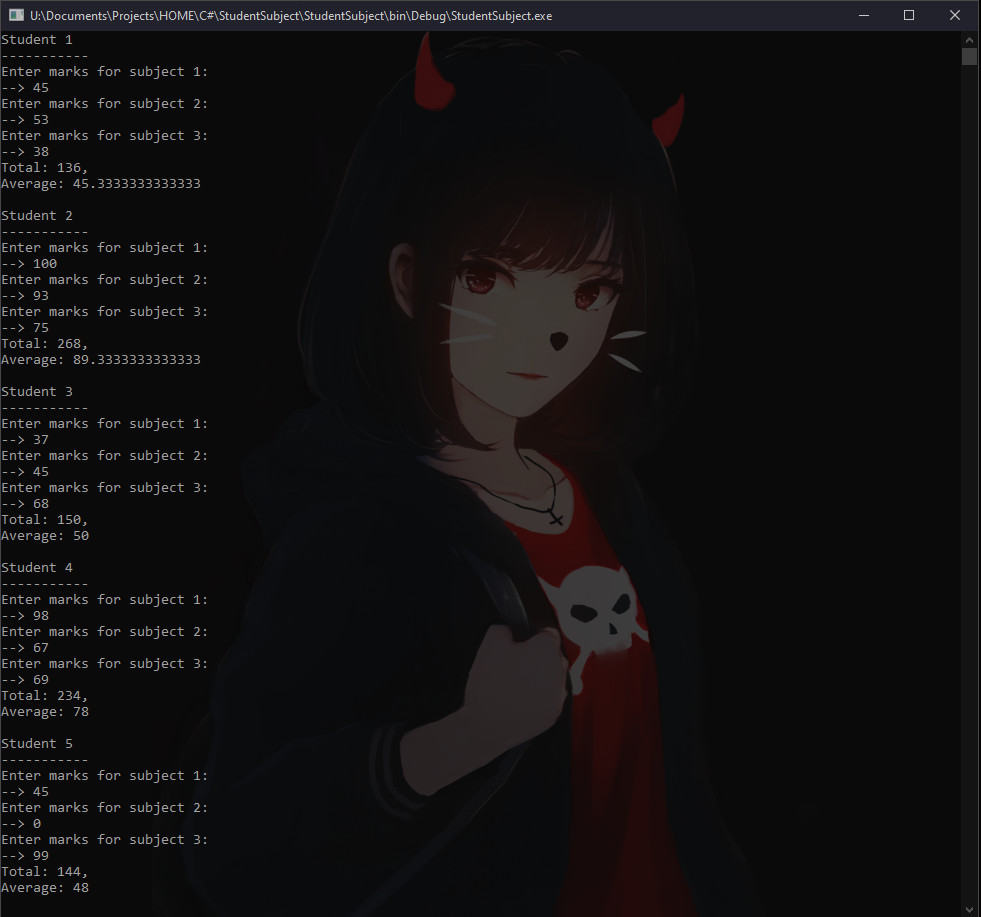 U:\Documents\Projects\HOME\C#\StudentSubject\StudentSubject\bin\Debug\StudentSubject.exe
Student 1
-----------
Enter marks for subject 1:
--> 45
Enter marks for subject 2:
--> 53
Enter marks for subject 3:
--> 38
Total: 136,
Average: 45.3333333333333
Student 2
-----------
Enter marks for subject 1:
--> 100
Enter marks for subject 2:
--> 93
Enter marks for subject 3:
--> 75
Total: 268,
Average: 89.3333333333333
Student 3
-----------
Enter marks for subject 1:
--> 37
Enter marks for subject 2:
--> 45
Enter marks for subject 3:
--> 68
Total: 150,
Average: 50
Student 4
-----------
Enter marks for subject 1:
--> 98
Enter marks for subject 2:
--> 67
Enter marks for subject 3:
--> 69
Total: 234,
Average: 78
Student 5
-----------
Enter marks for subject 1:
--> 45
Enter marks for subject 2:
--> 0
Enter marks for subject 3:
--> 99
Total: 144,
Average: 48